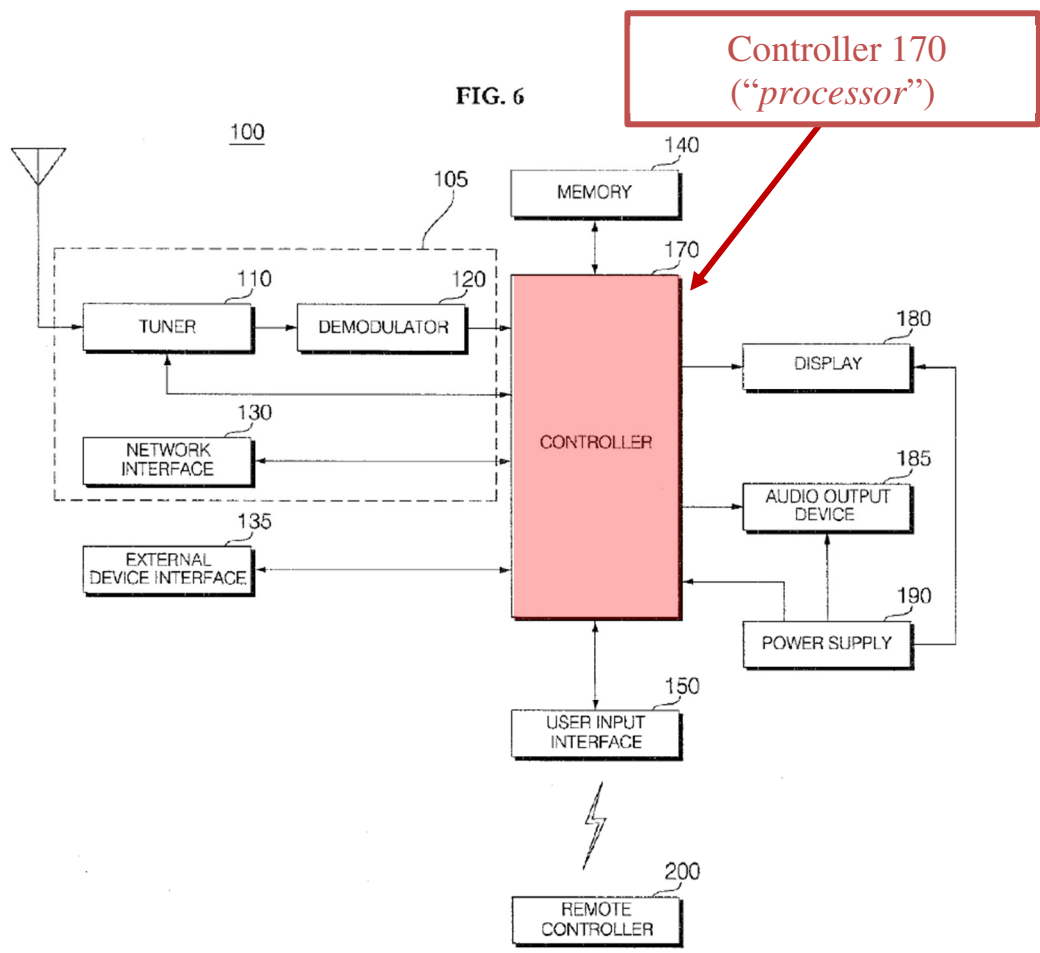 Controller 170
(“processor”)
FIG. 6
100
140
MEMORY
105
170
110
TUNER
120
DEMODULATOR
180
DISPLAY
130
NETWORK
INTERFACE
CONTROLLER
185
AUDIO OUTPUT
DEVICE
135
EXTERNAL
DEVICE INTERFACE
190
POWER SUPPLY
150
USER INPUT
INTERFACE
200
REMOTE
CONTROLLER